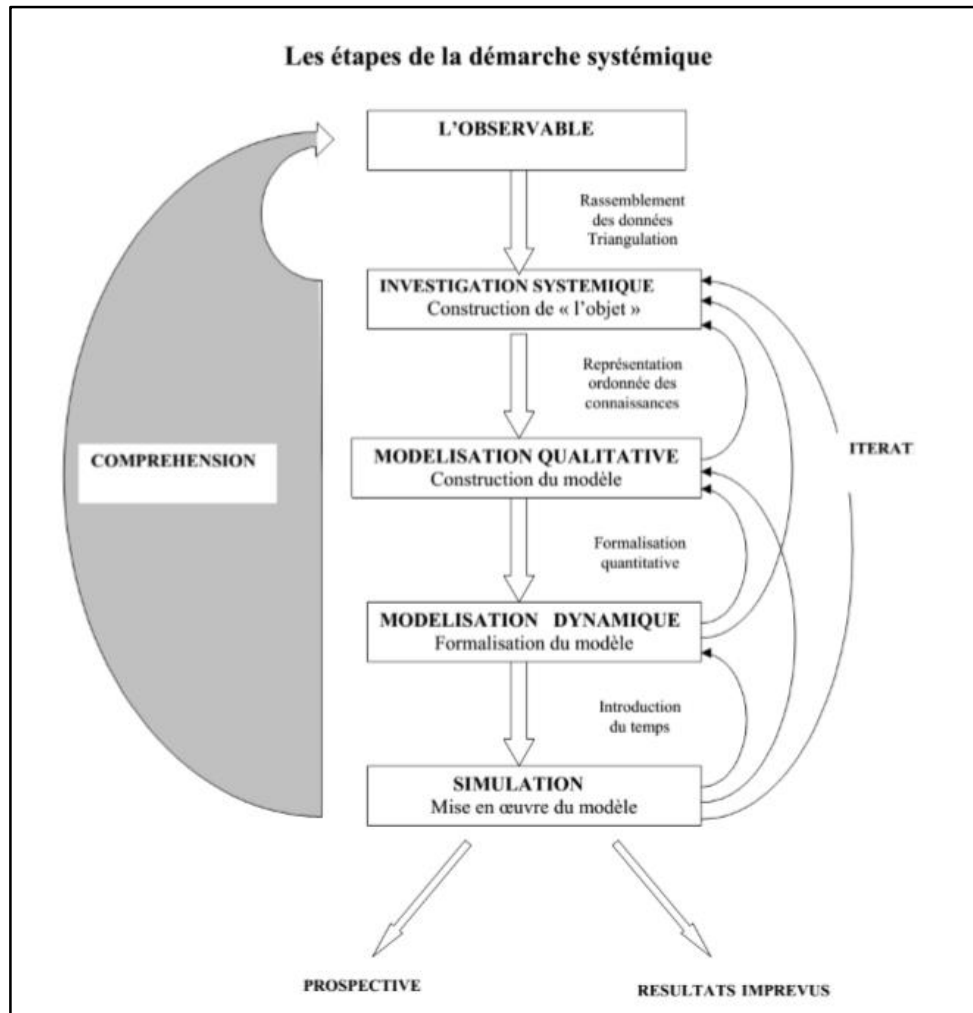 Les étapes de la démarche systémique
L'OBSERVABLE
Rassemblement
des données
Triangulation
INVESTIGATION SYSTEMIQUE
Construction de « l'objet »
Représentation
ordonnée des
connaissances
COMPREHENSION
ITERAT
MODELISATION QUALITATIVE
Construction du modèle
Formalisation
quantitative
MODELISATION DYNAMIQUE
Formalisation du modèle
Introduction
du temps
SIMULATION
Mise en œuvre du modèle
PROSPECTIVE
RESULTATS IMPREVUS